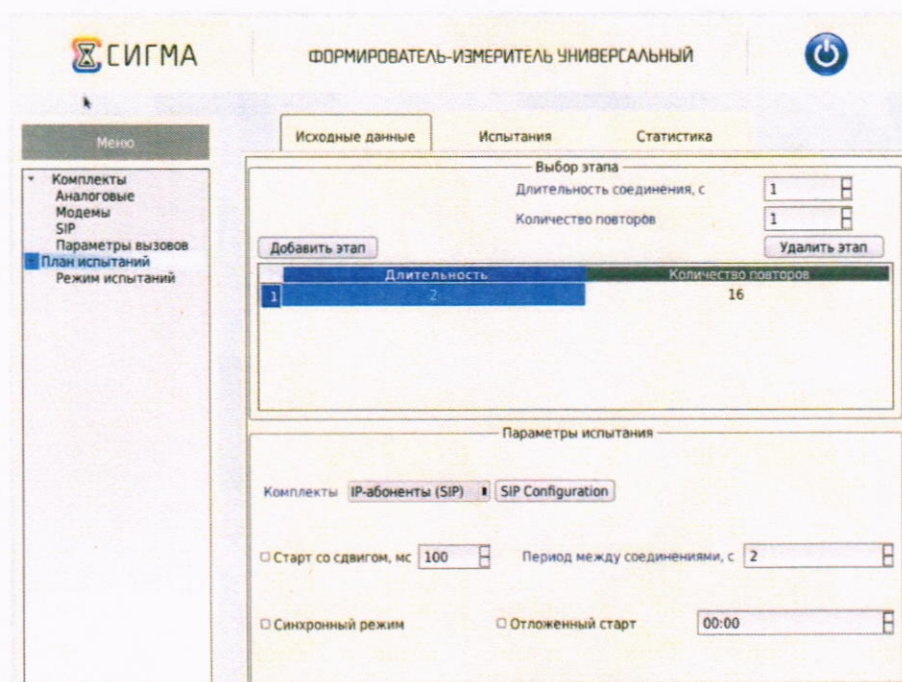 СИГМА
ФОРМИРОВАТЕЛЬ-ИЗМЕРИТЕЛЬ УНИВЕРСАЛЬНЫЙ
Меню
Комплекты
Аналоговые
Модемы
SIP
Параметры вызовов
План испытаний
Режим испытаний
Исходные данные Испытания Статистика
Выбор этапа
Длительность соединения, с 1
Количество повторов 1
Добавить этап Удалить этап
Длительность Количество повторов
1 2 16
Параметры испытания
Комплекты IP-абоненты (SIP) SIP Configuration
Старт со сдвигом, мс 100 Период между соединениями, с 2
Синхронный режим Отложенный старт 00:00